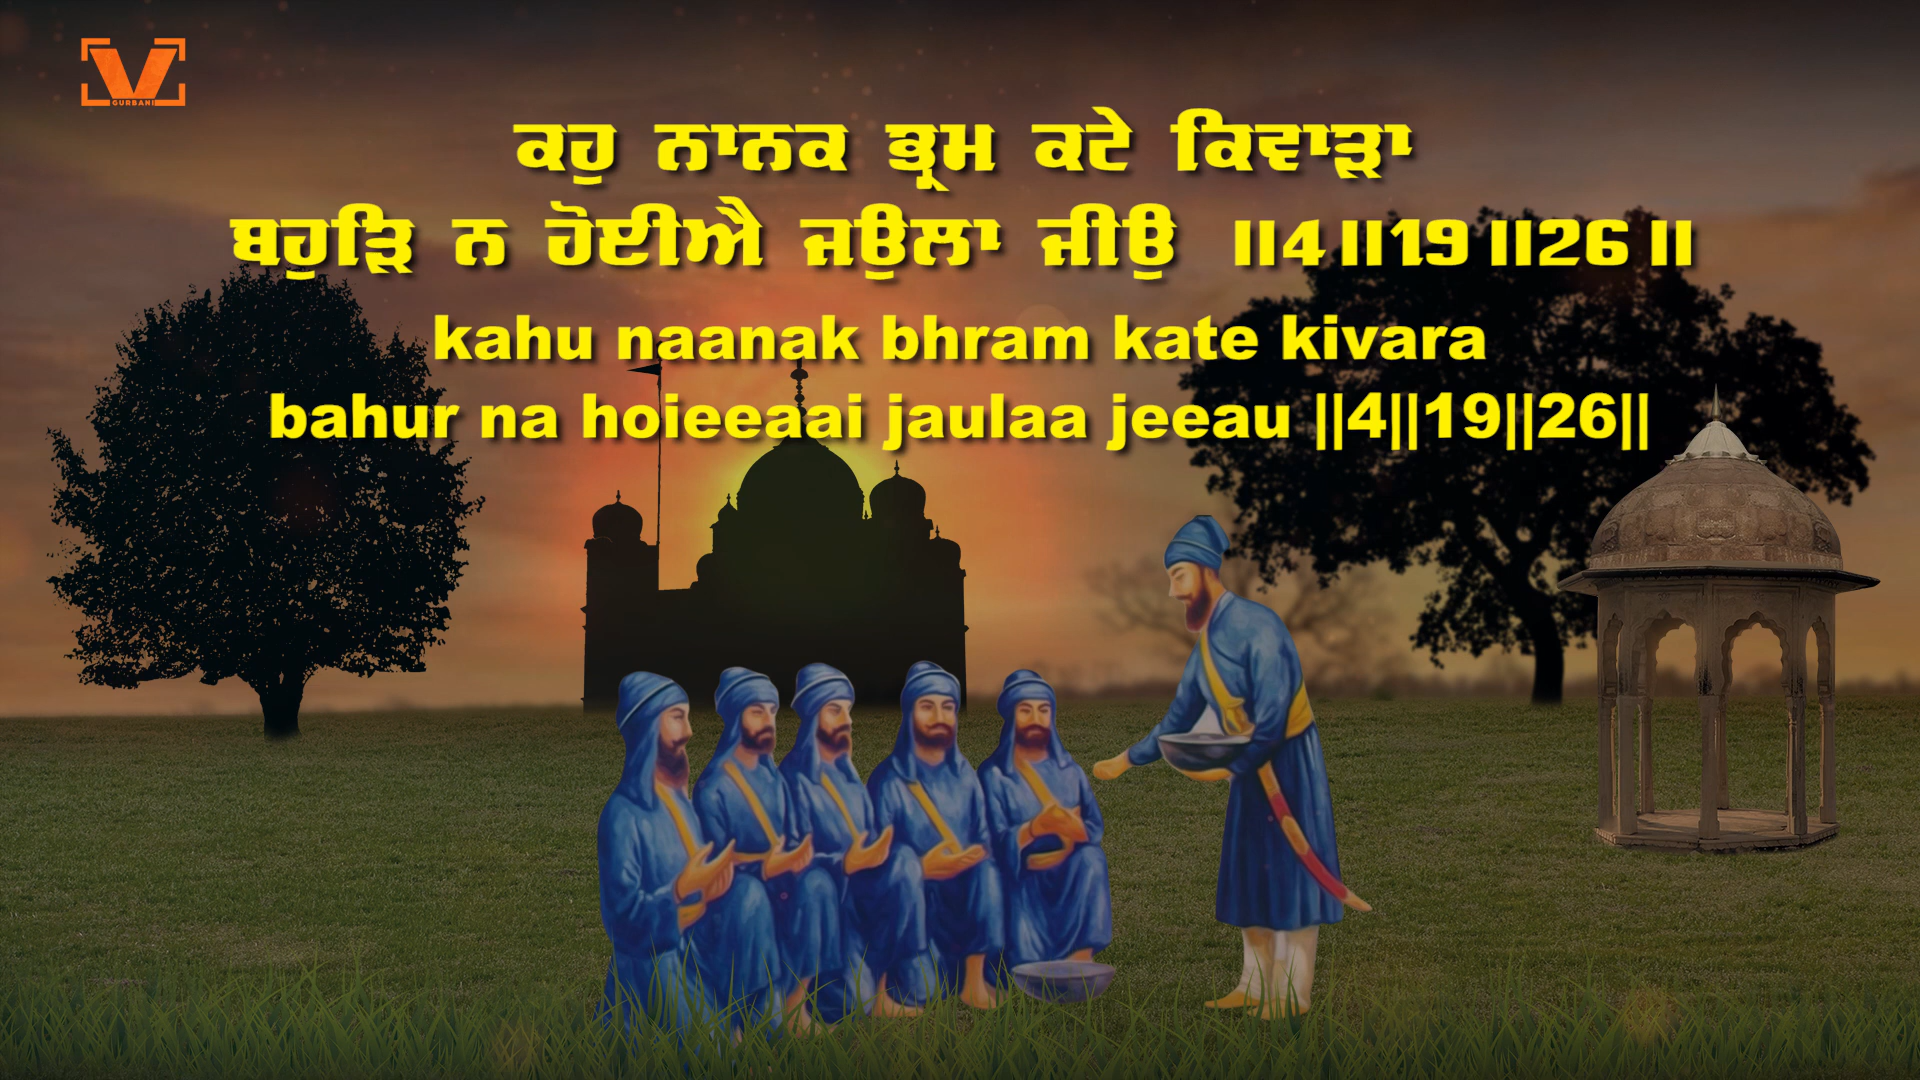 V
GURBANI
ਕਹੁ ਨਾਨਕ ਭ੍ਰਮ ਕਟੇ ਕਿਵਾੜਾ
ਬਹੁੜਿ ਨ ਹੋਈਐ ਜਉਲਾ ਜੀਉ ॥4॥19॥26॥
kahu naanak bhram kate kivara
bahur na hoieeaai jaulaa jeeau ||4||19||26||